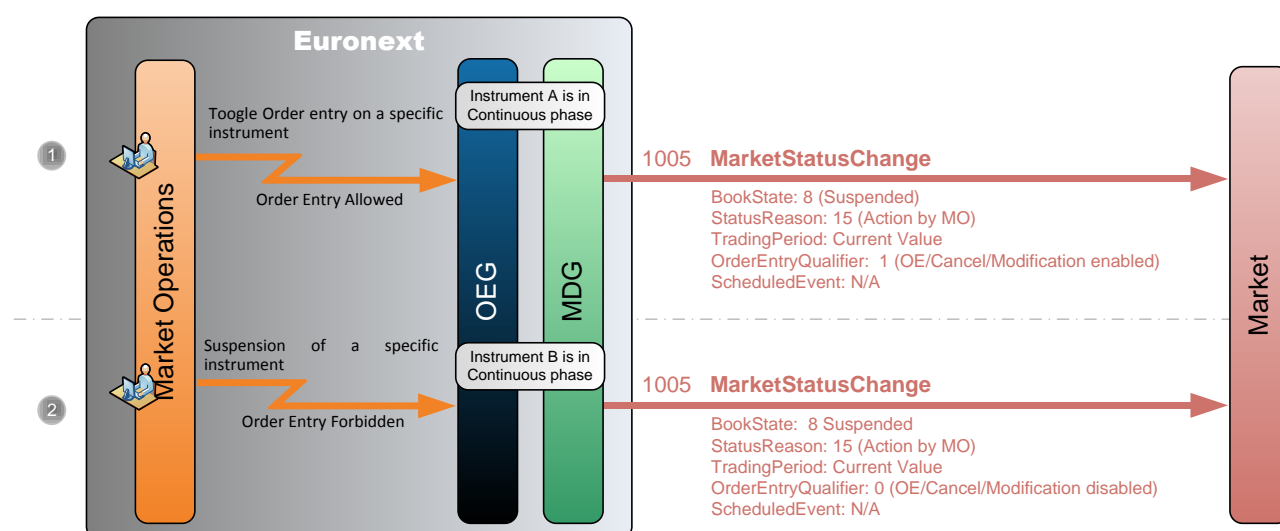 Euronext
Market Operations
OEG
MDG
Market
1
Toogle Order entry on a specific
instrument
Order Entry Allowed
Instrument A is in
Continuous phase
1005 MarketStatusChange
BookState: 8 (Suspended)
StatusReason: 15 (Action by MO)
TradingPeriod: Current Value
OrderEntryQualifier: 1 (OE/Cancel/Modification enabled)
ScheduledEvent: N/A
2
Suspension of a specific
instrument
Order Entry Forbidden
Instrument B is in
Continuous phase
1005 MarketStatusChange
BookState: 8 Suspended
StatusReason: 15 (Action by MO)
TradingPeriod: Current Value
OrderEntryQualifier: 0 (OE/Cancel/Modification disabled)
ScheduledEvent: N/A